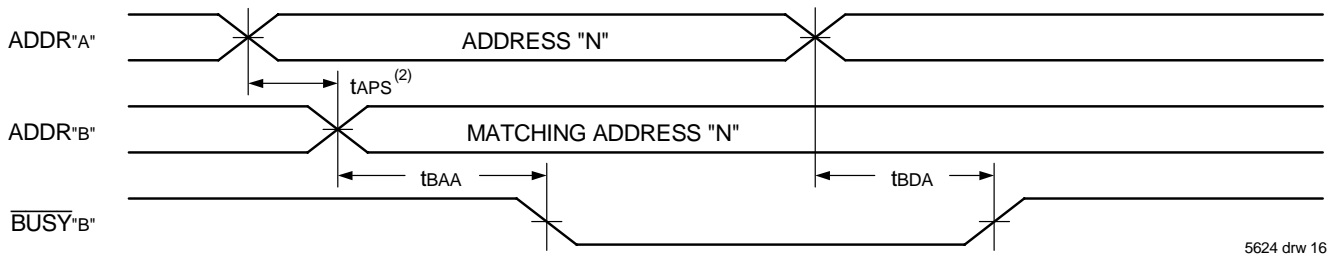 ADDR"A" ADDRESS "N"
tAPS(2)
ADDR"B" MATCHING ADDRESS "N"
tBAA tBDA
BUSY"B"
5624 drw 16